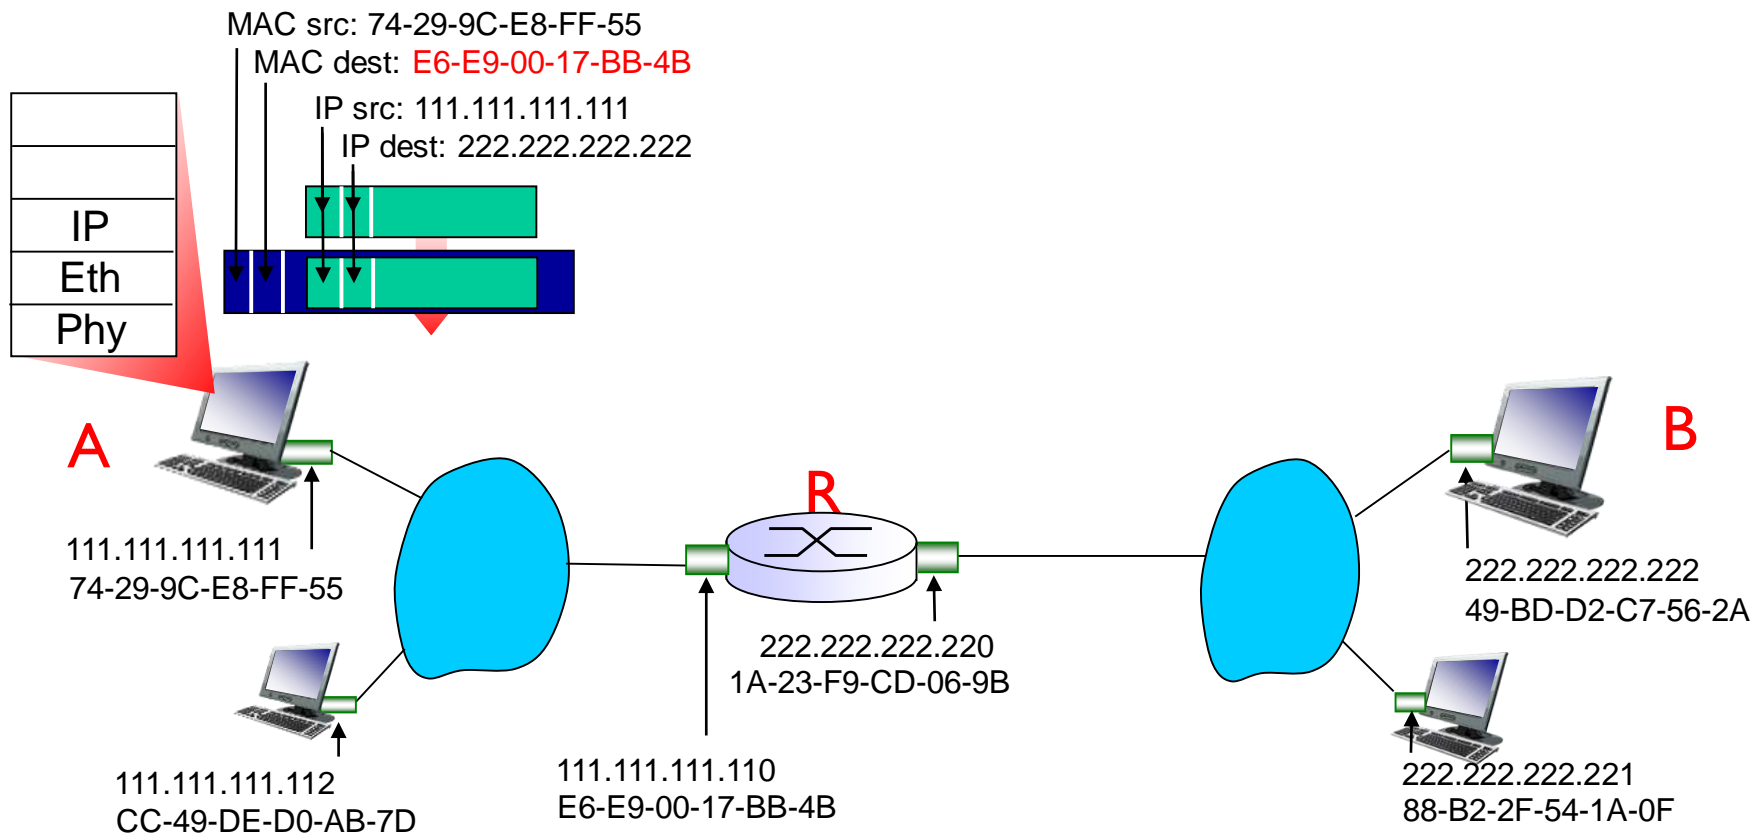 MAC src: 74-29-9C-E8-FF-55
MAC dest: E6-E9-00-17-BB-4B
IP src: 111.111.111.111
IP dest: 222.222.222.222
IP
Eth
Phy
A
R
B
111.111.111.111
74-29-9C-E8-FF-55
222.222.222.222
49-BD-D2-C7-56-2A
222.222.222.220
1A-23-F9-CD-06-9B
111.111.111.112
CC-49-DE-D0-AB-7D
111.111.111.110
E6-E9-00-17-BB-4B
222.222.222.221
88-B2-2F-54-1A-0F